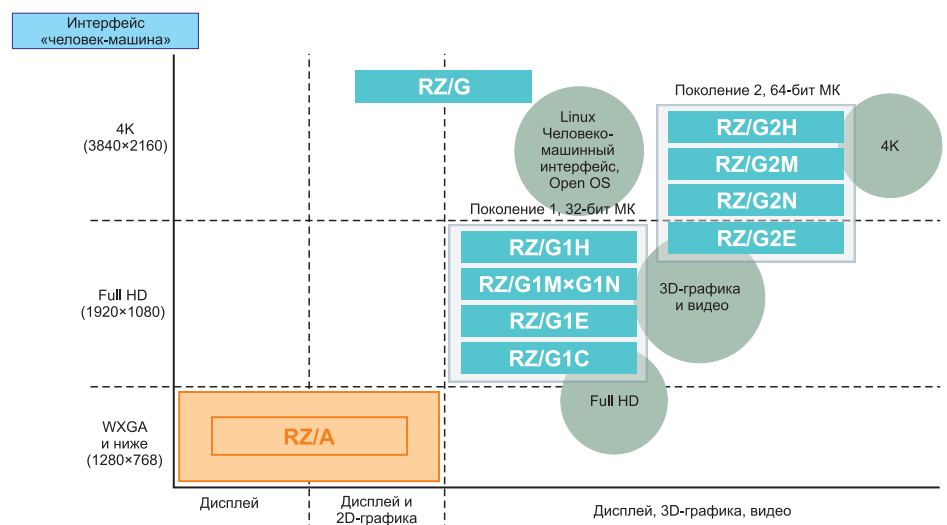 Интерфейс
«человек-машина»
RZ/G
4K
(3840×2160)
Linux
Человеко-
машинный
интерфейс,
Open OS
Поколение 2, 64-бит МК
RZ/G2H
RZ/G2M
RZ/G2N
RZ/G2E
4K
Поколение 1, 32-бит МК
RZ/G1H
RZ/G1M×G1N
RZ/G1E
RZ/G1C
Full HD
(1920×1080)
3D-графика
и видео
Full HD
WXGA
и ниже
(1280×768)
RZ/A
Дисплей
Дисплей и
2D-графика
Дисплей, 3D-графика, видео